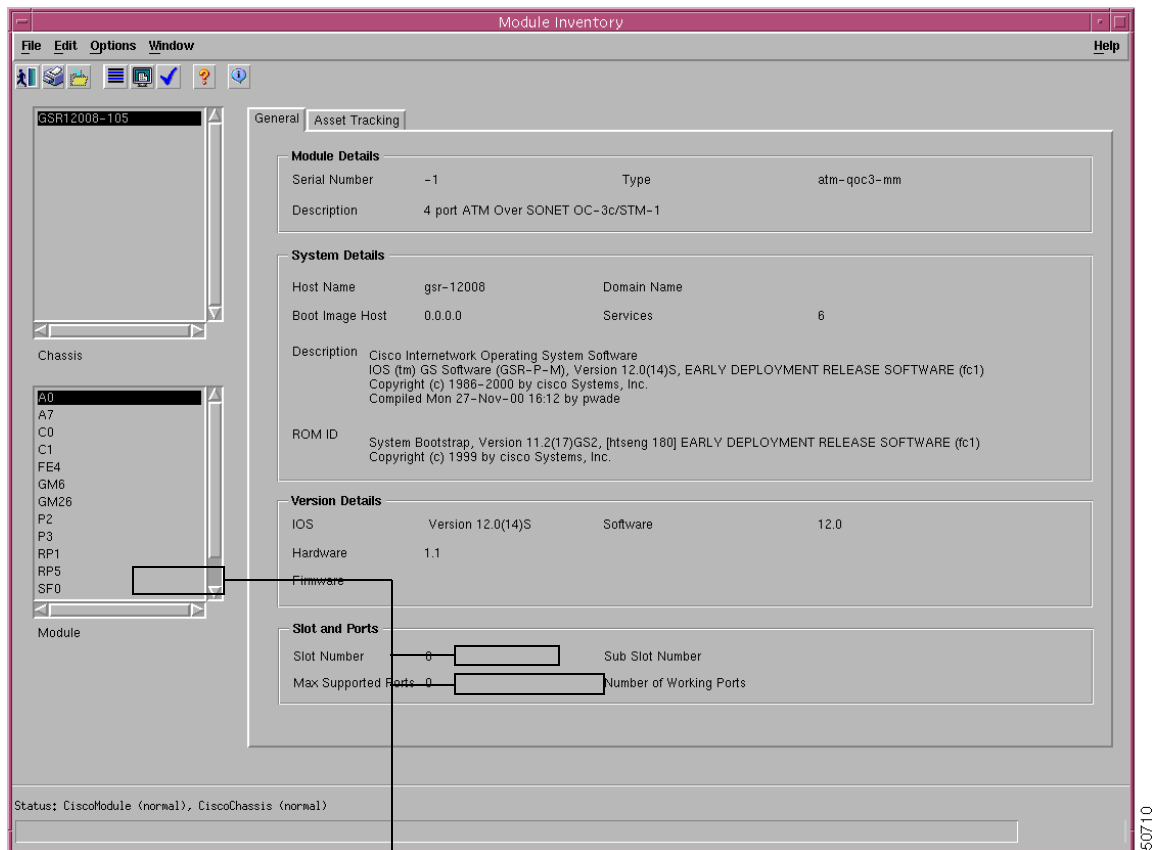 Module Inventory
File Edit Options Window Help
GSR12008-105
Chassis
A0
A7
C0
C1
FE4
GM6
GM26
P2
P3
RP1
RP5
SF0
Module
General Asset Tracking
Module Details
Serial Number -1 Type atm-qoc3-mm
Description 4 port ATM Over SONET OC-3c/STM-1
System Details
Host Name gsr-12008 Domain Name
Boot Image Host 0.0.0.0 Services 6
Description Cisco Internetwork Operating System Software
IOS (tm) GS Software (GSR-P-M), Version 12.0(14)S, EARLY DEPLOYMENT RELEASE SOFTWARE (fc1)
Copyright (c) 1986-2000 by cisco Systems, Inc.
Compiled Mon 27-Nov-00 16:12 by pwade
ROM ID System Bootstrap, Version 11.2(17)GS2, [htseng 180] EARLY DEPLOYMENT RELEASE SOFTWARE (fc1)
Copyright (c) 1999 by cisco Systems, Inc.
Version Details
IOS Version 12.0(14)S Software 12.0
Hardware 1.1
Firmware
Slot and Ports
Slot Number Sub Slot Number
Max Supported Ports 0 Number of Working Ports
Status: CiscoModule (normal), CiscoChassis (normal)
50710